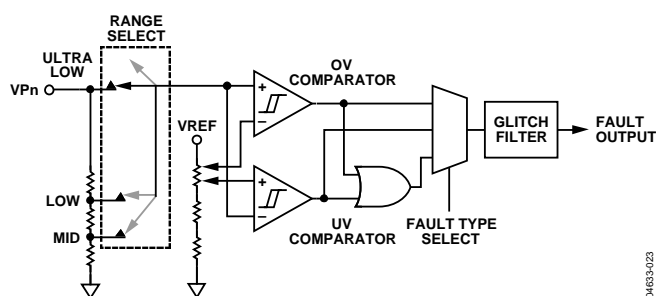 RANGE
SELECT
ULTRA
LOW
VPn
OV
COMPARATOR
VREF
+
−
+
−
GLITCH
FILTER
FAULT
OUTPUT
LOW
MID
UV
COMPARATOR
FAULT TYPE
SELECT
04633-023